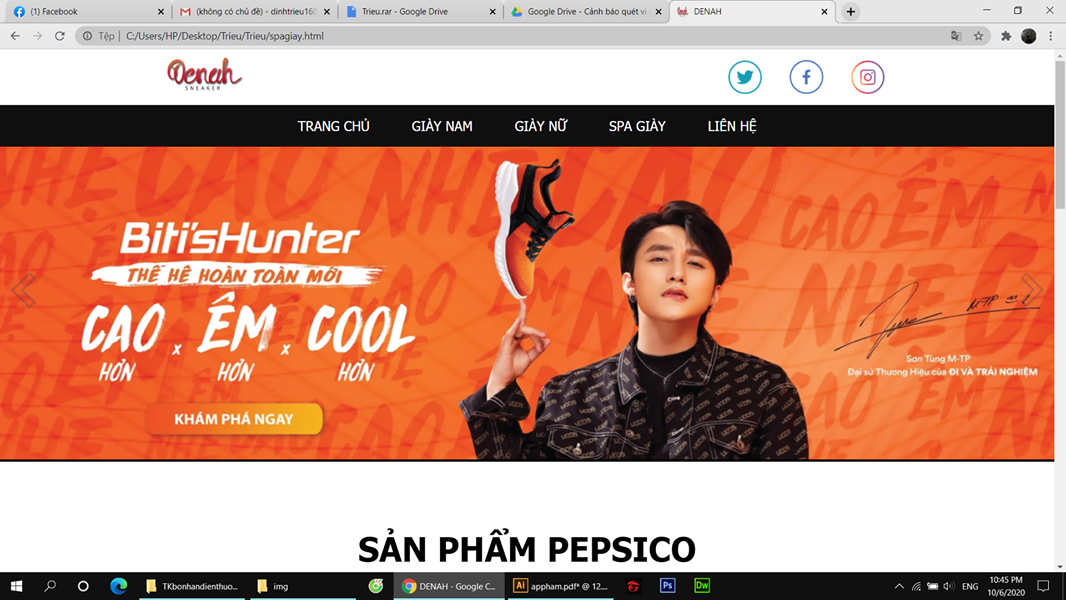 (1) Facebook
(không có chủ đề) - dinhtrieu160
Trieu.rar - Google Drive
Google Drive - Cảnh báo quét vi
DENAH
Tệp | C:/Users/HP/Desktop/Trieu/Trieu/spagiay.html
Denah
SNEAKER
TRANG CHỦ GIÀY NAM GIÀY NỮ SPA GIÀY LIÊN HỆ
Biti'sHunter
THẾ HỆ HOÀN TOÀN MỚI
CAO x ÊM x COOL
HƠN HƠN HƠN
KHÁM PHÁ NGAY
Sơn Tùng M-TP
Đại sứ Thương Hiệu của ĐI VÀ TRẢI NGHIỆM
SẢN PHẨM PEPSICO
TKbonhandienthuo...
img
DENAH - Google C...
appham.pdf* @ 12...
ENG
10:45 PM
10/6/2020